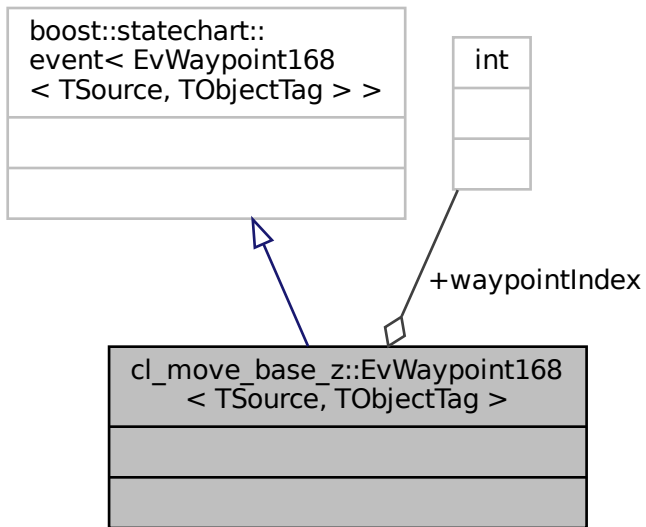 boost::statechart::
event< EvWaypoint168
< TSource, TObjectTag > >
int
+waypointIndex
cl_move_base_z::EvWaypoint168
< TSource, TObjectTag >